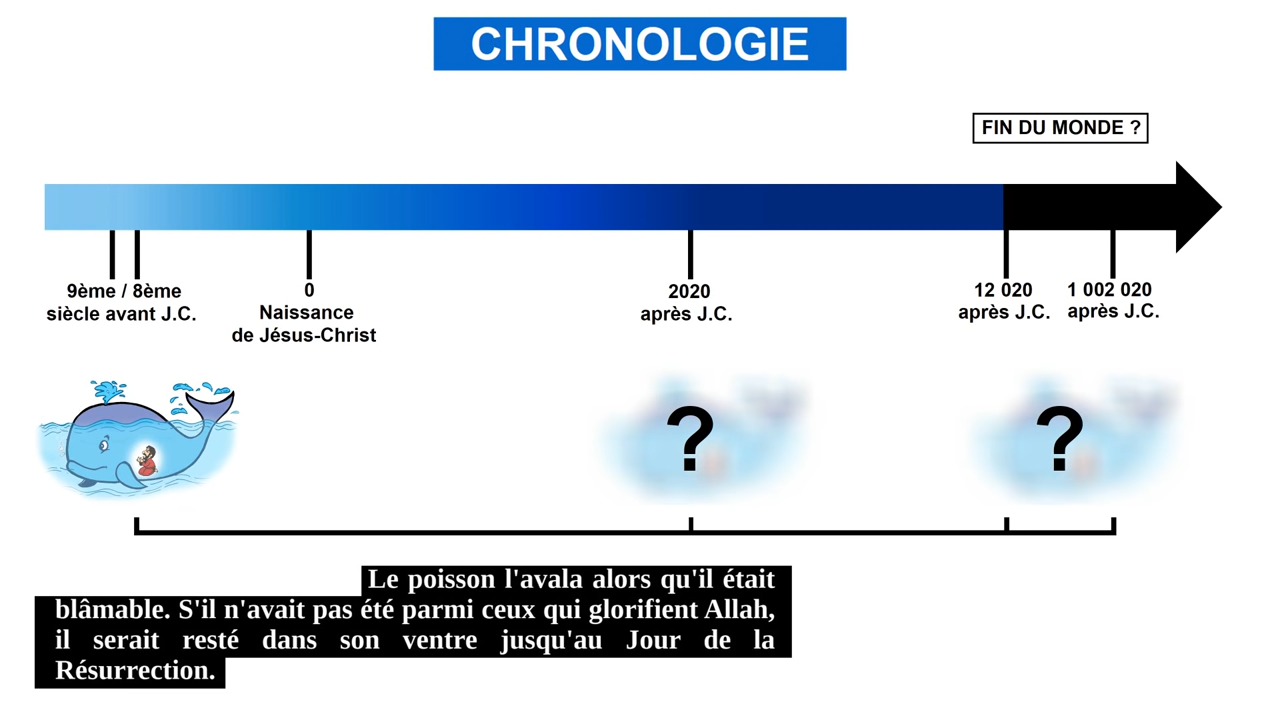 CHRONOLOGIE
FIN DU MONDE ?
9ème / 8ème
siècle avant J.C.
0
Naissance
de Jésus-Christ
2020
après J.C.
12 020
après J.C.
1 002 020
après J.C.
?
?
Le poisson l'avala alors qu'il était
blâmable. S'il n'avait pas été parmi ceux qui glorifient Allah,
il serait resté dans son ventre jusqu'au Jour de la
Résurrection.